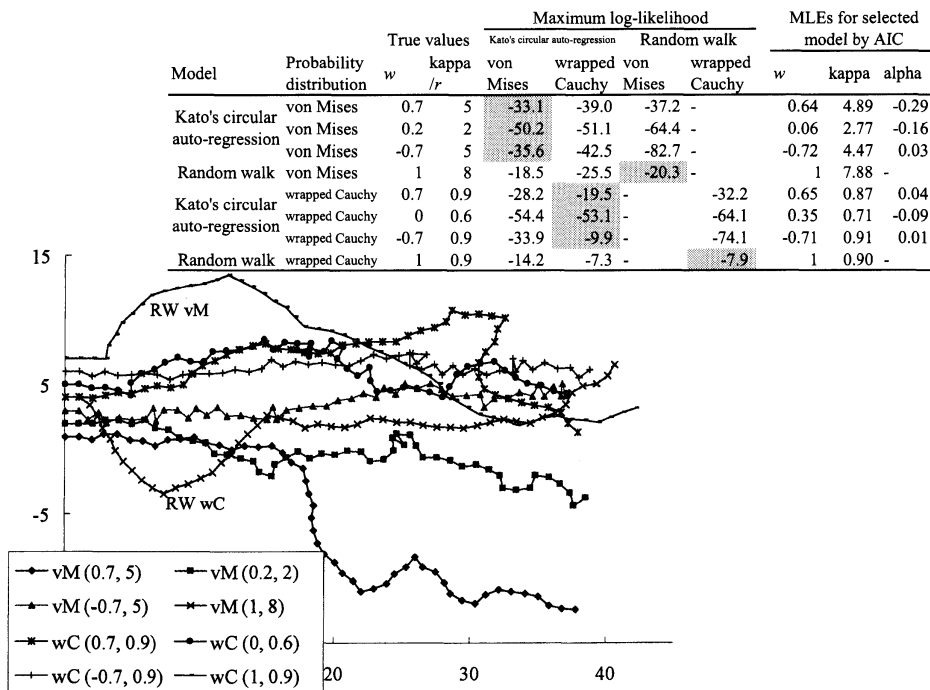 Maximum log-likelihood MLEs for selected
True values Kato's circular auto-regression Random walk model by AIC
Probability kappa von wrapped von wrapped
Model distribution w /r Mises Cauchy Mises Cauchy w kappa alpha
Kato's circular auto-regression
von Mises 0.7 5 -33.1 -39.0 -37.2 - 0.64 4.89 -0.29
von Mises 0.2 2 -50.2 -51.1 -64.4 - 0.06 2.77 -0.16
von Mises -0.7 5 -35.6 -42.5 -82.7 - -0.72 4.47 0.03
Random walk von Mises 1 8 -18.5 -25.5 -20.3 - 1 7.88 -
Kato's circular auto-regression
wrapped Cauchy 0.7 0.9 -28.2 -19.5 - -32.2 0.65 0.87 0.04
wrapped Cauchy 0 0.6 -54.4 -53.1 - -64.1 0.35 0.71 -0.09
wrapped Cauchy -0.7 0.9 -33.9 -9.9 - -74.1 -0.71 0.91 0.01
Random walk wrapped Cauchy 1 0.9 -14.2 -7.3 - -7.9 1 0.90 -
15
RW vM
5
RW wC
-5
vM (0.7, 5) vM (0.2, 2)
vM (-0.7, 5) vM (1, 8)
wC (0.7, 0.9) wC (0, 0.6)
wC (-0.7, 0.9) wC (1, 0.9)
20 30 40